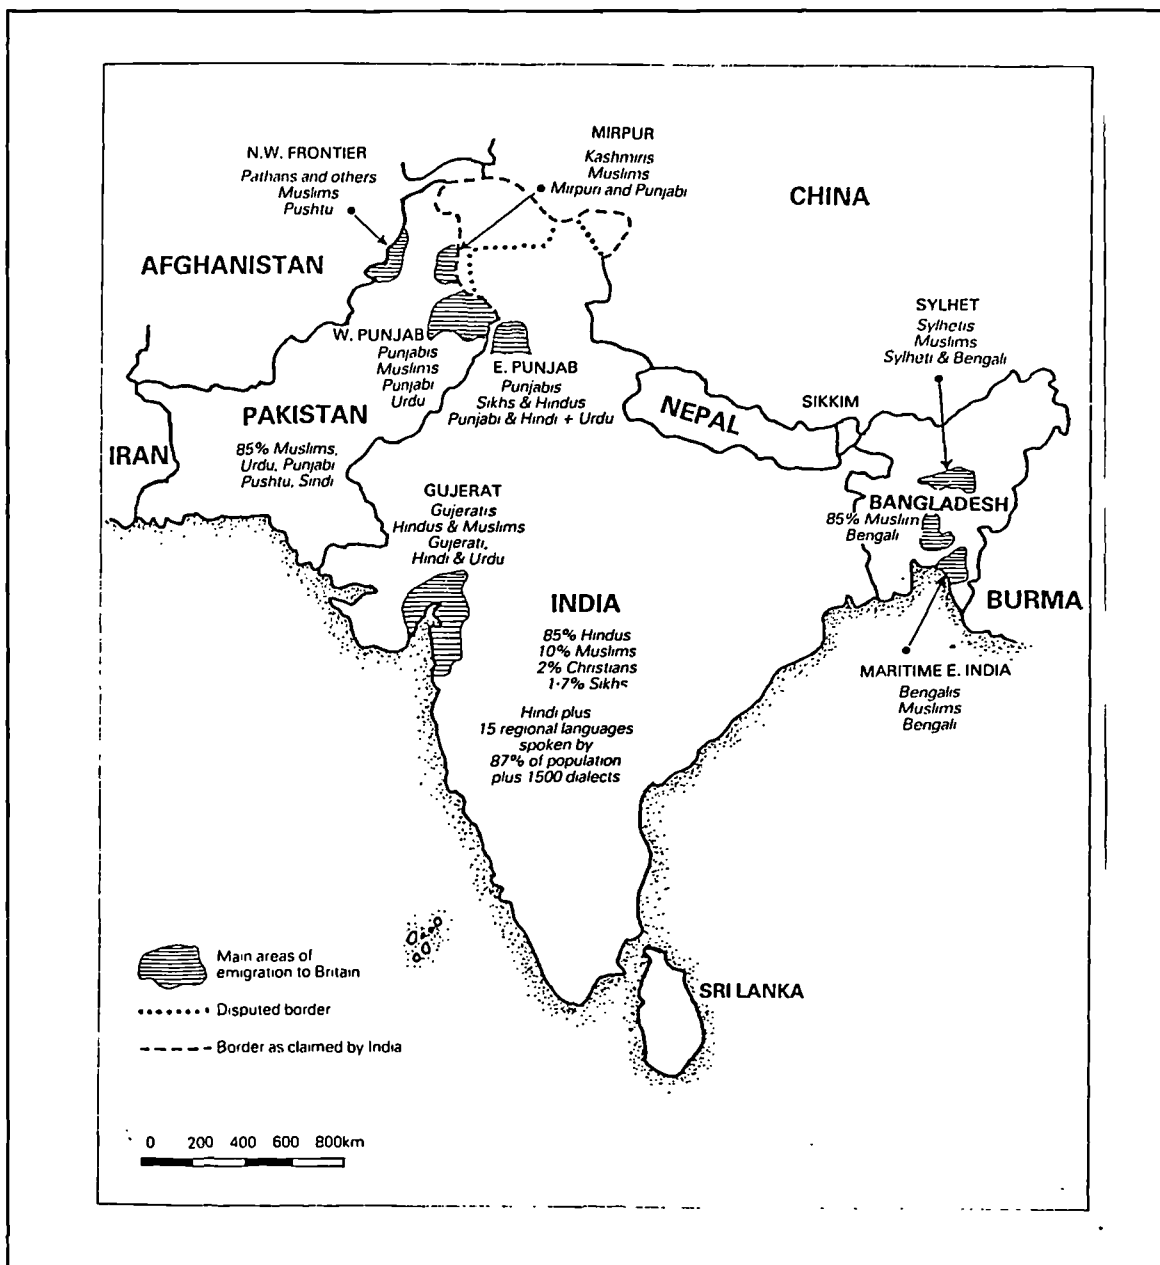 MIRPUR
Kashmiris
Muslims
Mirpuri and Punjabi
N.W. FRONTIER
Pathans and others
Muslims
Pushtu
CHINA
AFGHANISTAN
SYLHET
Sylhetis
Muslims
Sylheti & Bengali
W. PUNJAB
Punjabis
Muslims
Punjabi
Urdu
E. PUNJAB
Punjabis
Sikhs & Hindus
Punjabi & Hindi + Urdu
NEPAL
SIKKIM
PAKISTAN
85% Muslims,
Urdu, Punjabi
Pushtu, Sindi
IRAN
GUJERAT
Gujeratis
Hindus & Muslims
Gujerati,
Hindi & Urdu
BANGLADESH
85% Muslim
Bengali
INDIA
85% Hindus
10% Muslims
2% Christians
1·7% Sikhs
Hindi plus
15 regional languages
spoken by
87% of population
plus 1500 dialects
BURMA
MARITIME E. INDIA
Bengalis
Muslims
Bengali
SRI LANKA
Main areas of
emigration to Britain
Disputed border
Border as claimed by India
0 200 400 600 800km